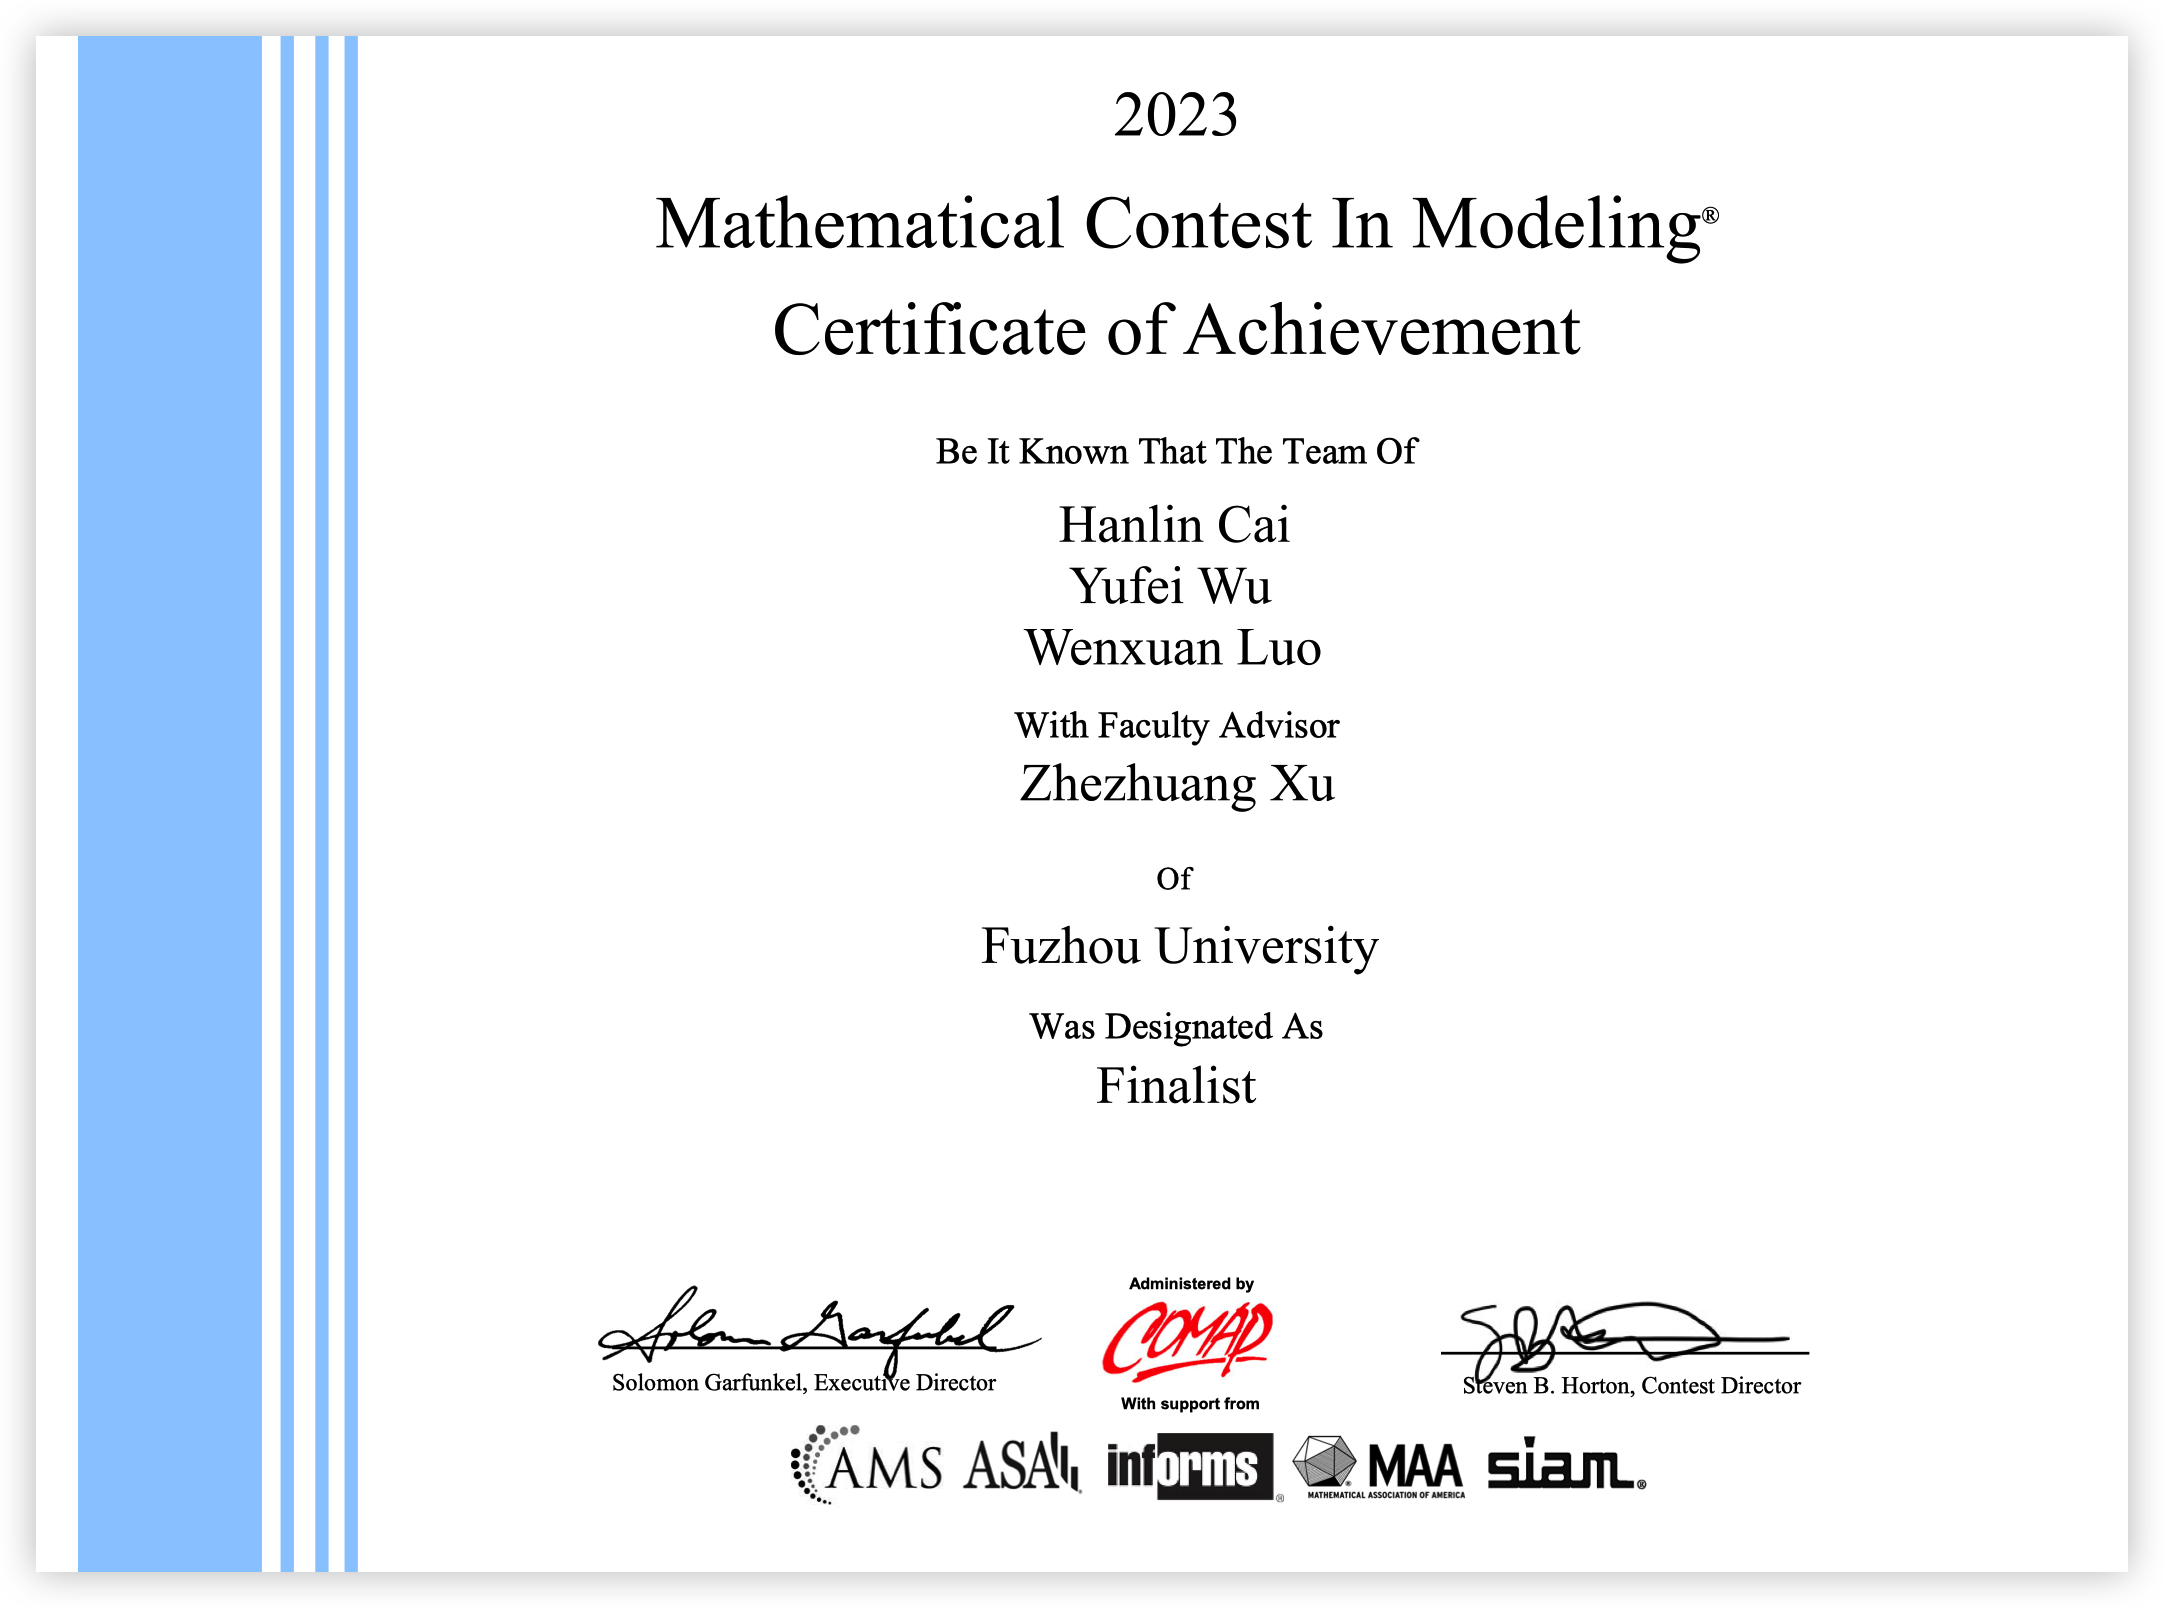 2023
Mathematical Contest In Modeling®
Certificate of Achievement
Be It Known That The Team Of
Hanlin Cai
Yufei Wu
Wenxuan Luo
With Faculty Advisor
Zhezhuang Xu
Of
Fuzhou University
Was Designated As
Finalist
Solomon Garfunkel
Solomon Garfunkel, Executive Director
Administered by
COMAP
With support from
Steven B. Horton, Contest Director
AMS ASA informs® MAA® siam®
MATHEMATICAL ASSOCIATION OF AMERICA